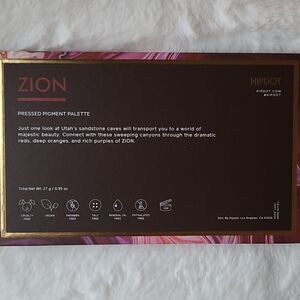 ZION
HIPDOT
HIPDOT.COM
@HIPDOT
PRESSED PIGMENT PALETTE
Just one look at Utah's sandstone caves will transport you to a world of
majestic beauty. Connect with these sweeping canyons through the dramatic
reds, deep oranges, and rich purples of ZION.
Total Net Wt. 27 g / 0.95 oz
CRUELTY
FREE
VEGAN
PARABEN
FREE
TALC
FREE
MINERAL OIL
FREE
PHTHALATES
FREE
Dist. By Hipdot, Los Angeles, CA